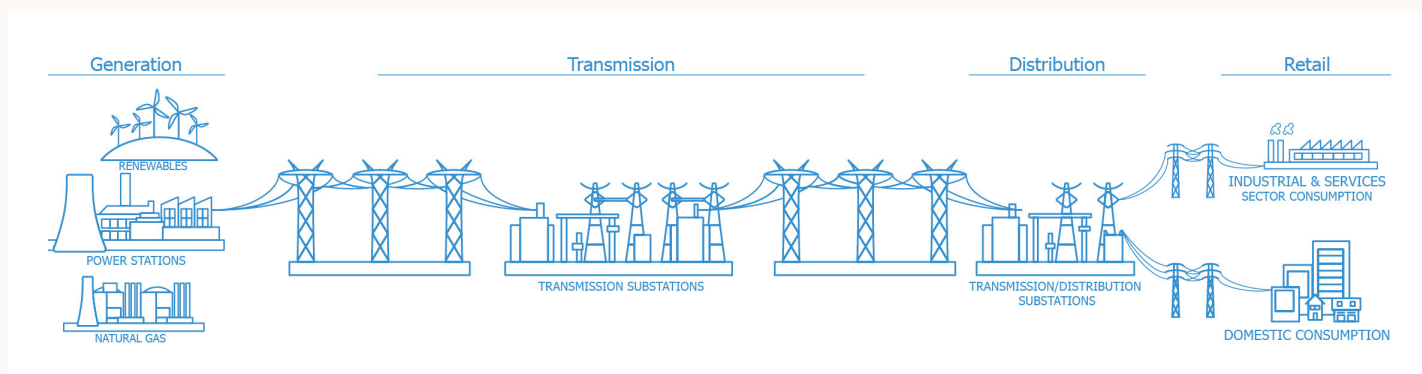 Generation
Transmission
Distribution
Retail
RENEWABLES
POWER STATIONS
NATURAL GAS
TRANSMISSION SUBSTATIONS
TRANSMISSION/DISTRIBUTION
SUBSTATIONS
INDUSTRIAL & SERVICES
SECTOR CONSUMPTION
DOMESTIC CONSUMPTION